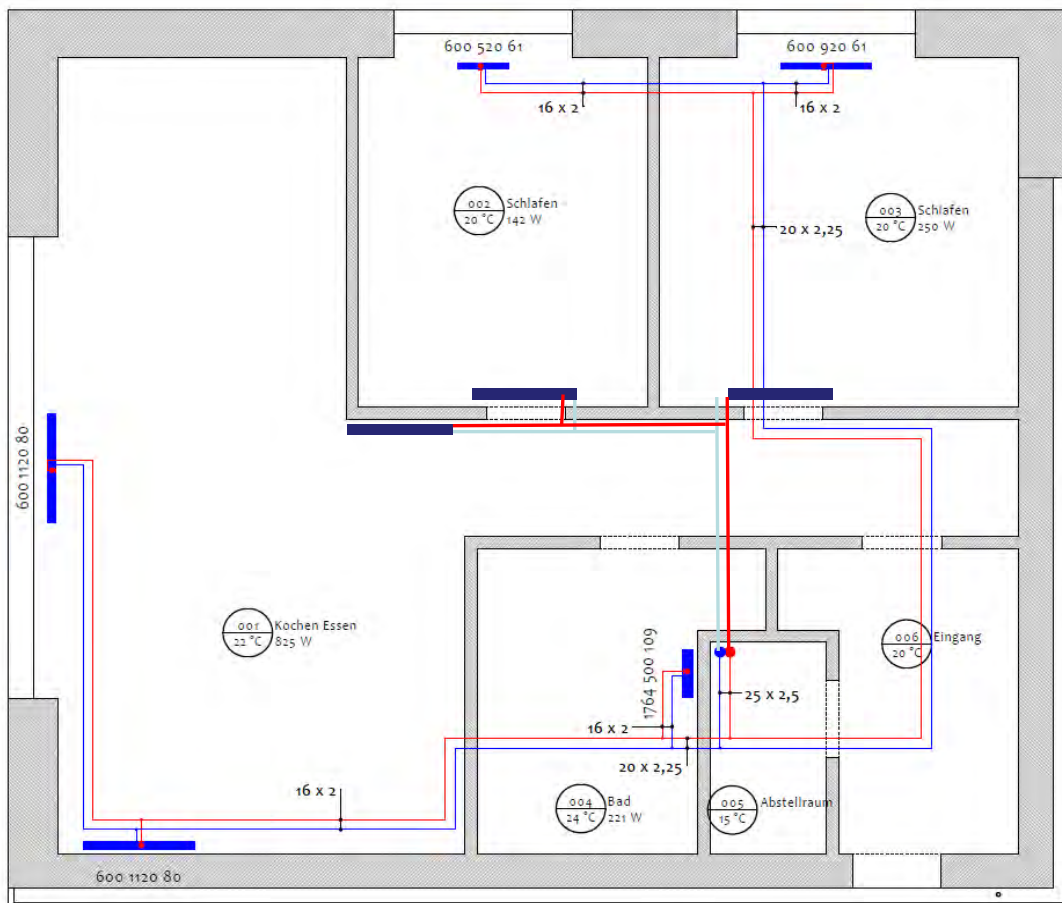 600 520 61
600 920 61
16 x 2
16 x 2
002
20 °C
Schlafen
142 W
003
20 °C
Schlafen
250 W
20 x 2,25
600 1120 80
001
22 °C
Kochen Essen
825 W
006
20 °C
Eingang
1764 500 109
25 x 2,5
16 x 2
20 x 2,25
16 x 2
004
24 °C
Bad
221 W
005
15 °C
Abstellraum
600 1120 80